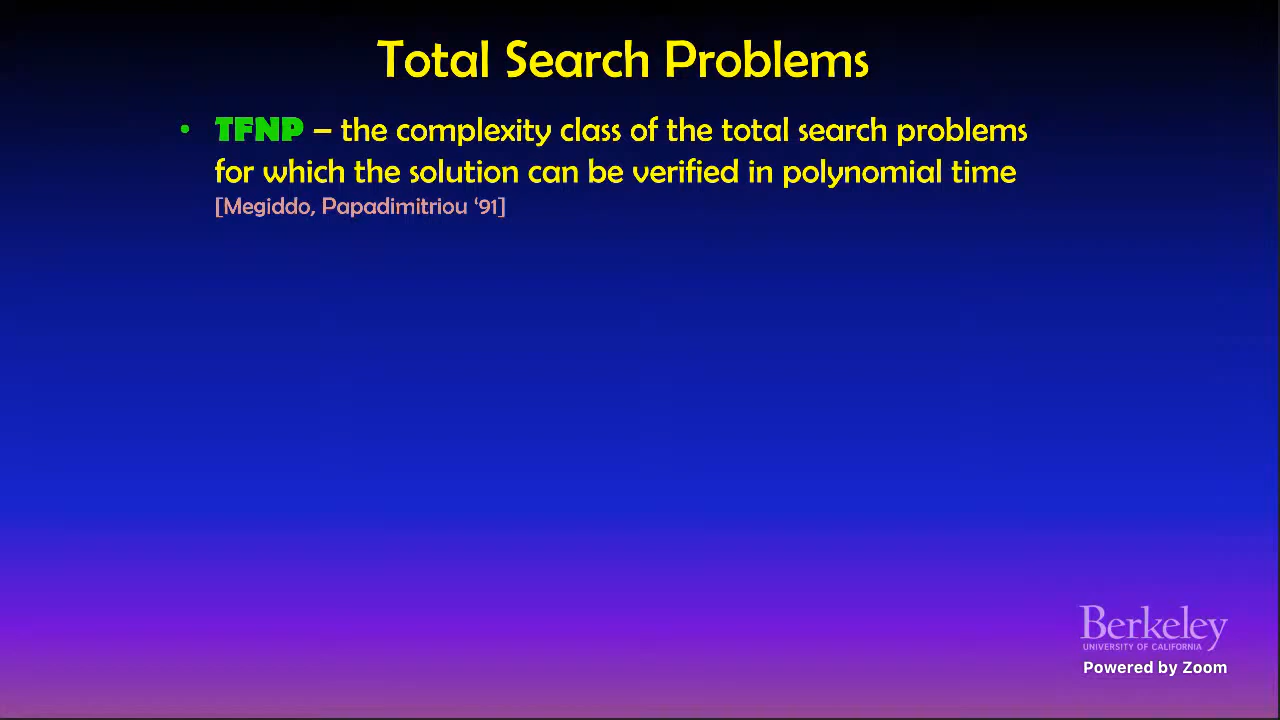 Total Search Problems
• TFNP – the complexity class of the total search problems
for which the solution can be verified in polynomial time
[Megiddo, Papadimitriou ‘91]
Berkeley
UNIVERSITY OF CALIFORNIA
Powered by Zoom